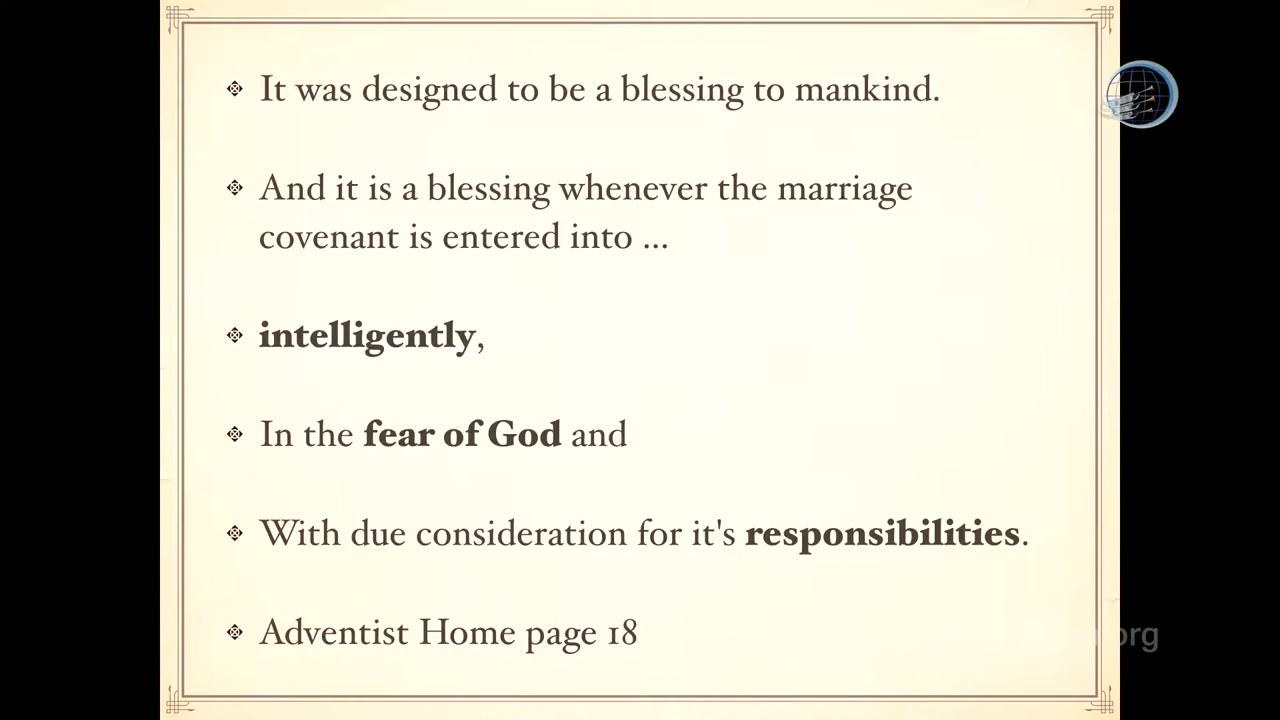 It was designed to be a blessing to mankind.
And it is a blessing whenever the marriage
covenant is entered into ...
intelligently,
In the fear of God and
With due consideration for it's responsibilities.
Adventist Home page 18
org